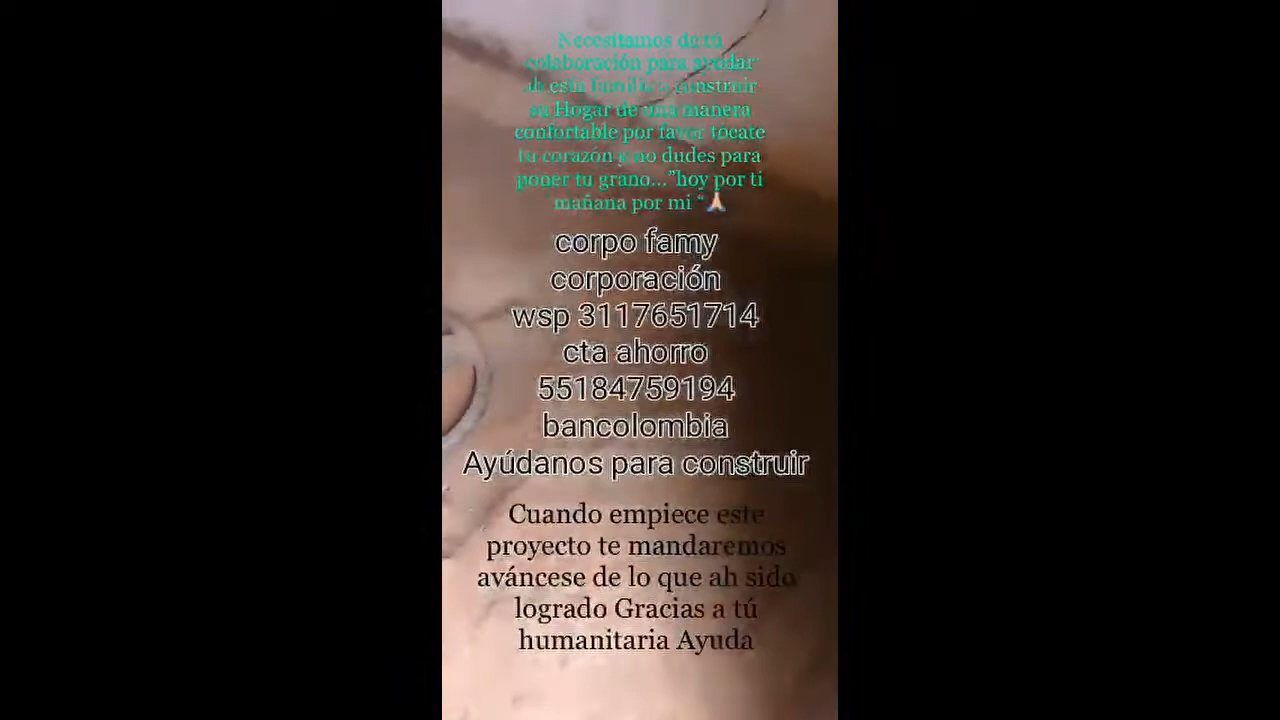 Necesitamos de tú
colaboración para ayudar
ah esta familia a construir
su Hogar de una manera
confortable por favor tócate
tu corazón y no dudes para
poner tu grano..."hoy por ti
mañana por mi “🙏🏻
corpo famy
corporación
wsp 3117651714
cta ahorro
55184759194
bancolombia
Ayúdanos para construir
Cuando empiece este
proyecto te mandaremos
aváncese de lo que ah sido
logrado Gracias a tú
humanitaria Ayuda